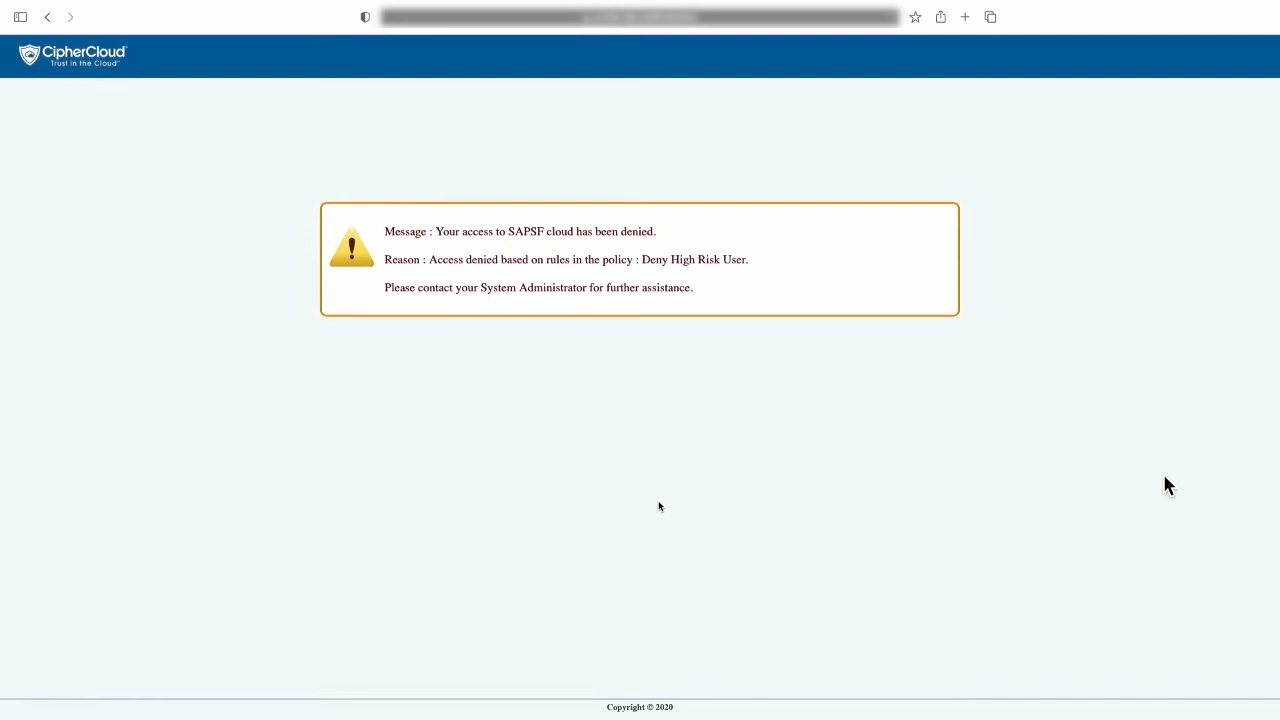 CipherCloud
Trust in the Cloud
Message : Your access to SAPSF cloud has been denied.
Reason : Access denied based on rules in the policy : Deny High Risk User.
Please contact your System Administrator for further assistance.
Copyright © 2020